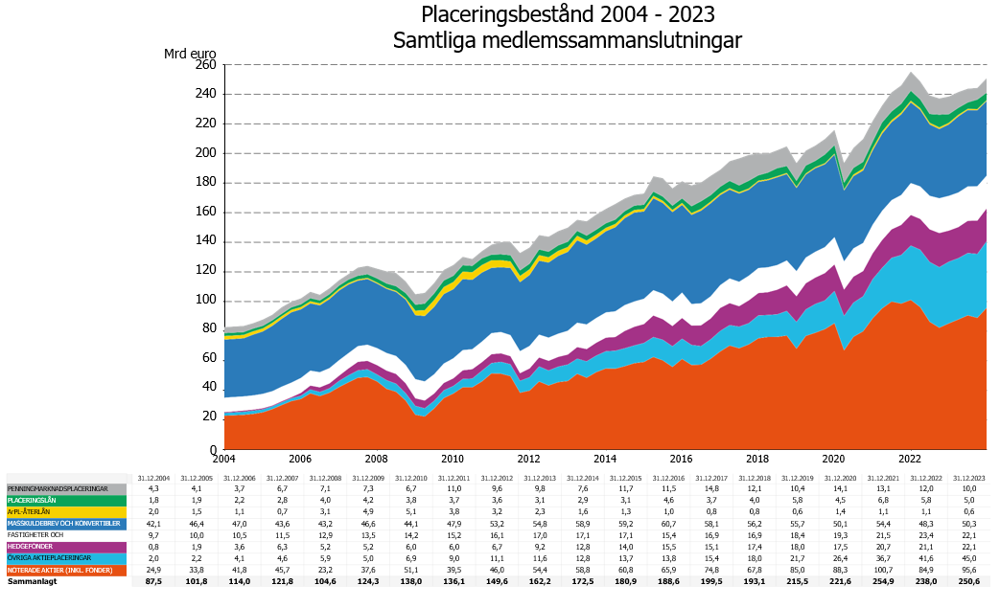 Placeringsbestånd 2004 - 2023
Samtliga medlemssammanslutningar
Mrd euro
260
240
220
200
180
160
140
120
100
80
60
40
20
0
2004 2006 2008 2010 2012 2014 2016 2018 2020 2022
31.12.2004 31.12.2005 31.12.2006 31.12.2007 31.12.2008 31.12.2009 31.12.2010 31.12.2011 31.12.2012 31.12.2013 31.12.2014 31.12.2015 31.12.2016 31.12.2017 31.12.2018 31.12.2019 31.12.2020 31.12.2021 31.12.2022 31.12.2023
PENNINGMARKNADSPLACERINGAR 4,3 4,1 3,7 6,7 7,1 7,3 6,7 11,0 9,6 9,8 7,6 11,7 11,5 14,8 12,1 10,4 14,1 13,1 12,0 10,0
PLACERINGSLÅN 1,8 1,9 2,2 2,8 4,0 4,2 3,8 3,7 3,6 3,1 2,9 3,1 4,6 3,7 4,0 5,8 4,5 6,8 5,8 5,0
ArPL-ÅTERLÅN 2,0 1,5 1,1 0,7 3,1 4,9 5,1 3,8 3,2 2,3 1,6 1,3 1,0 0,8 0,8 0,6 1,4 1,1 1,1 0,6
MASSKULDEBREV OCH KONVERTIBLER 42,1 46,4 47,0 43,6 43,2 46,6 44,1 47,9 53,2 54,8 58,9 59,2 60,7 58,1 56,2 55,7 50,1 54,4 48,3 50,3
FASTIGHETER OCH 9,7 10,0 10,5 11,5 12,9 13,5 14,2 15,2 16,1 17,0 17,1 17,1 15,4 16,9 16,9 18,4 19,3 21,5 23,4 22,1
HEDGEFONDER 0,8 1,9 3,6 6,3 5,2 5,2 6,0 6,0 6,7 9,2 12,8 14,0 15,5 15,1 17,4 18,0 17,5 20,7 21,1 22,1
ÖVRIGA AKTIEPLACERINGAR 2,0 2,2 4,1 4,6 5,9 5,0 6,9 9,0 11,1 11,6 12,8 13,7 13,8 15,4 18,0 21,7 26,4 36,7 41,6 45,0
NOTERADE AKTIER (INKL. FONDER) 24,9 33,8 41,8 45,7 23,2 37,6 51,1 39,5 46,0 54,4 58,8 60,8 65,9 74,8 67,8 85,0 88,3 100,7 84,9 95,6
Sammanlagt 87,5 101,8 114,0 121,8 104,6 124,3 138,0 136,1 149,6 162,2 172,5 180,9 188,6 199,5 193,1 215,5 221,6 254,9 238,0 250,6